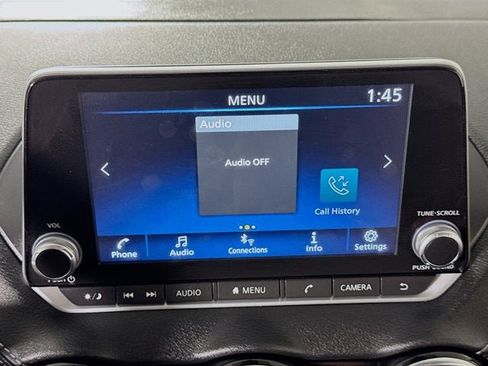 MENU 1:45
Audio
Audio OFF
Call History
VOL
TUNE•SCROLL
Phone Audio Connections Info Settings
PUSH
PUSH SOUND
AUDIO MENU CAMERA